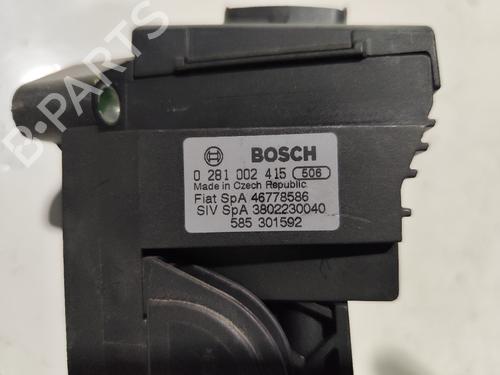 B-PARTS
BOSCH
0 281 002 415 506
Made in Czech Republic
Fiat SpA 46778586
SIV SpA 3802230040
585 301592